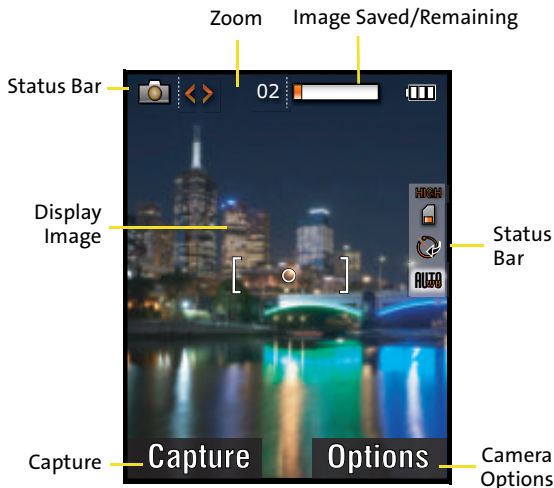 Zoom
Image Saved/Remaining
Status Bar
02
HIGH
Display
Image
Status
Bar
AUTO
Capture
Capture
Options
Camera
Options